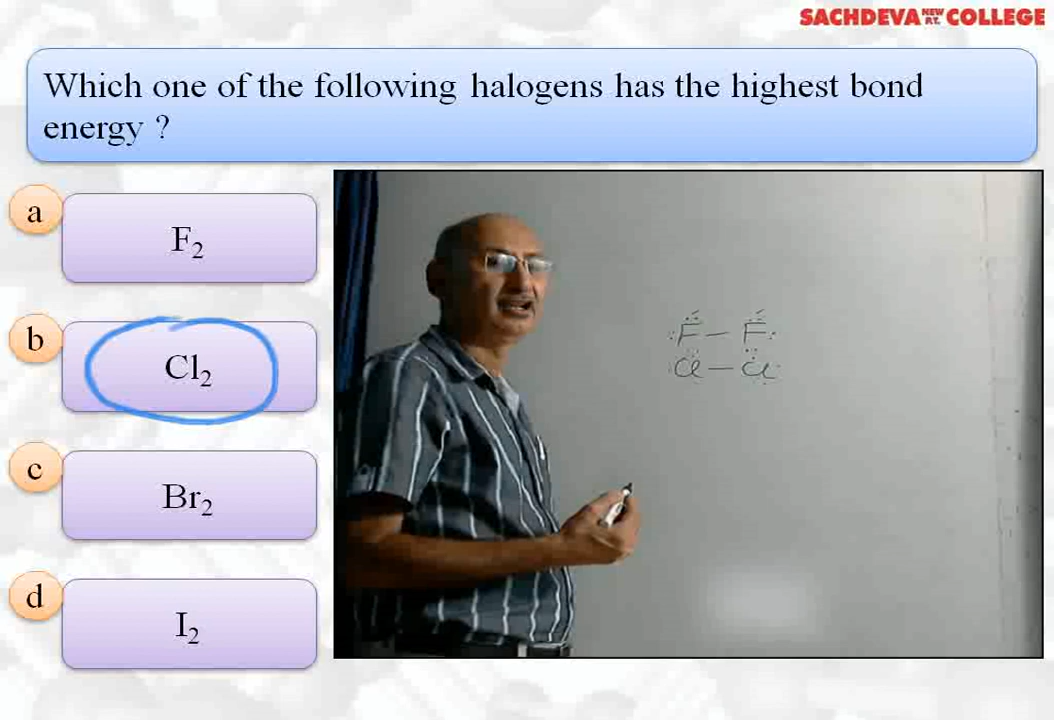 SACHDEVA NEW P.T. COLLEGE
Which one of the following halogens has the highest bond
energy ?
a
F₂
b
Cl₂
c
Br₂
d
I₂
F — F
Cl — Cl